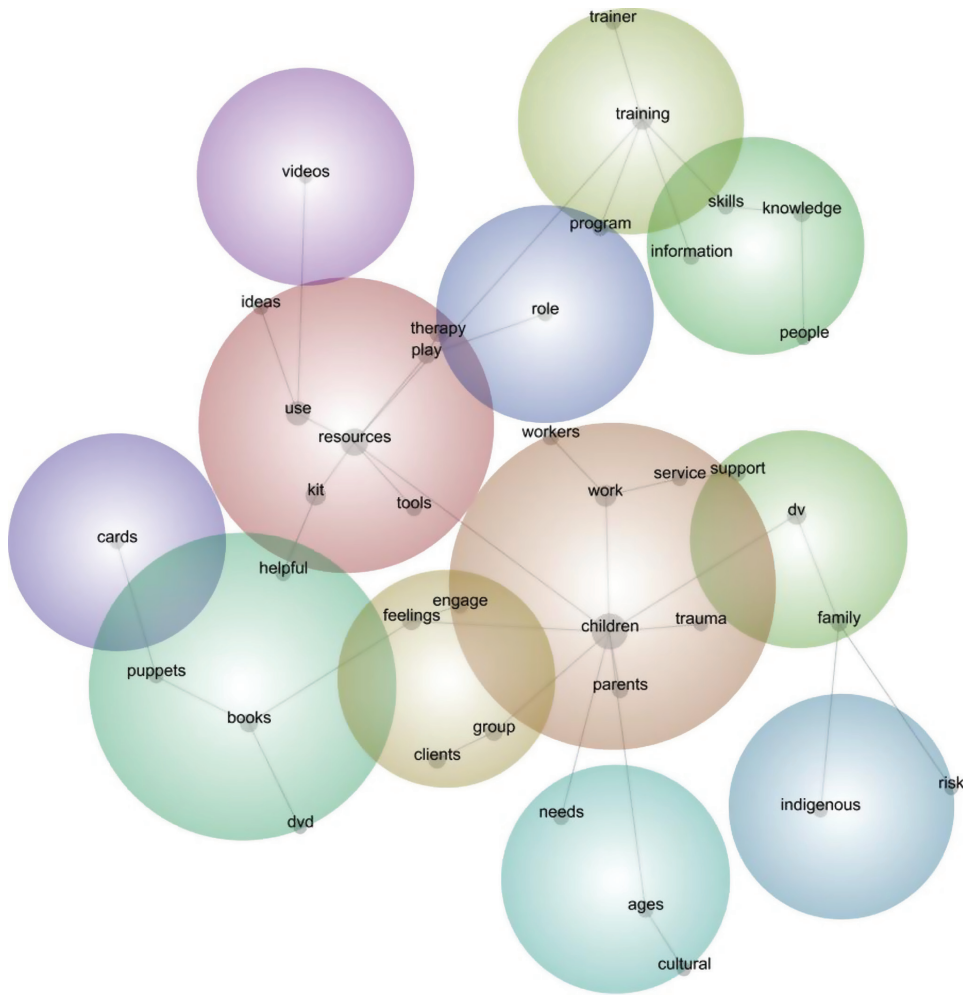 trainer
training
videos
skills
knowledge
program
information
ideas
role
therapy
people
play
use
resources
workers
service
support
kit
work
tools
dv
cards
helpful
engage
feelings
children
trauma
family
puppets
parents
books
group
clients
risk
indigenous
needs
dvd
ages
cultural